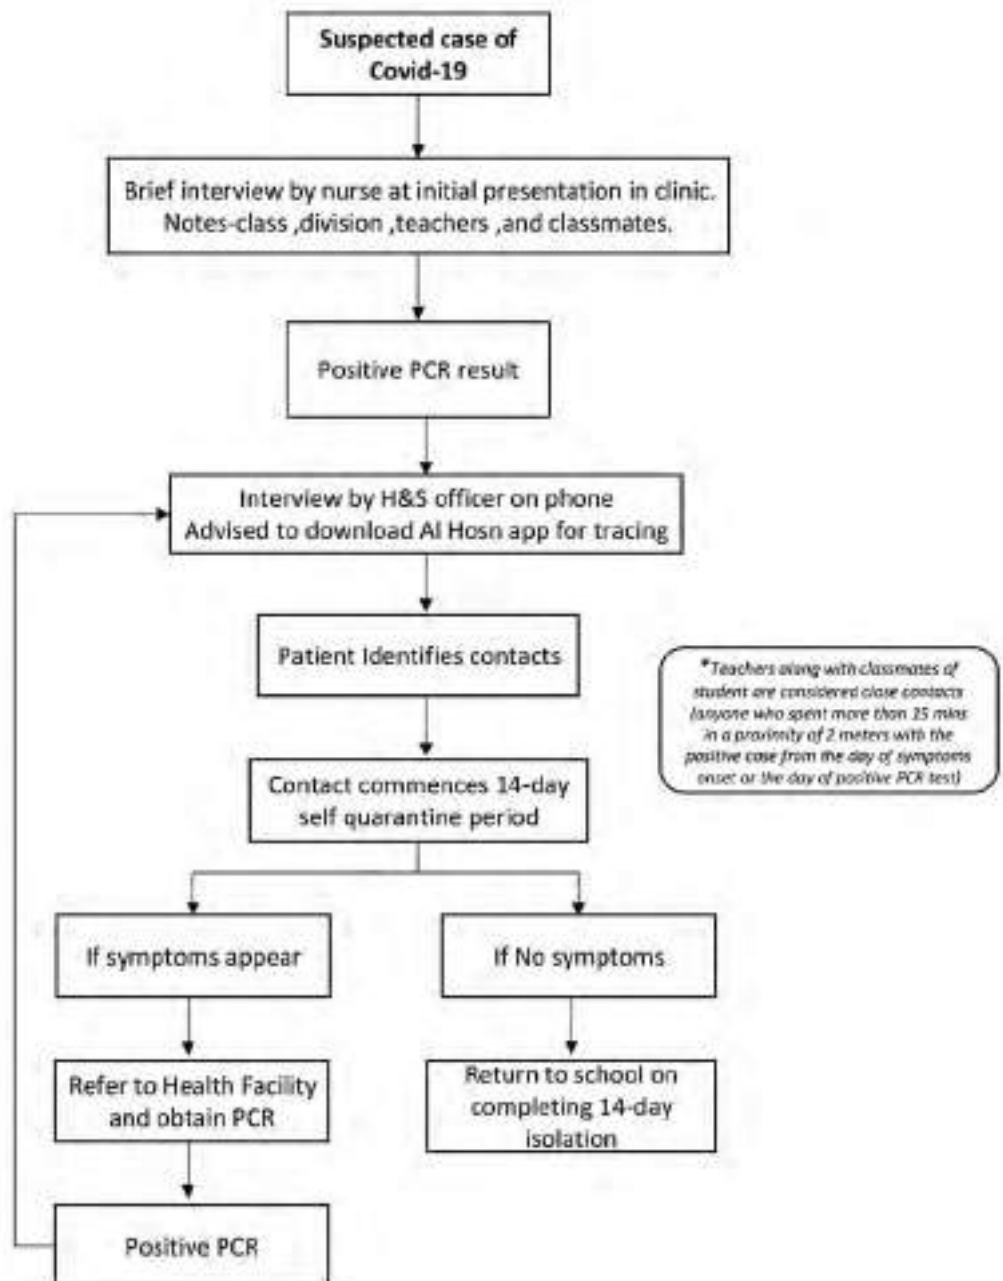 Suspected case of
Covid-19
Brief interview by nurse at initial presentation in clinic.
Notes-class ,division ,teachers ,and classmates.
Positive PCR result
Interview by H&S officer on phone
Advised to download Al Hosn app for tracing
Patient Identifies contacts
*Teachers along with classmates of
student are considered close contacts
(anyone who spent more than 15 mins
in a proximity of 2 meters with the
positive case from the day of symptoms
onset or the day of positive PCR test)
Contact commences 14-day
self quarantine period
If symptoms appear
If No symptoms
Refer to Health Facility
and obtain PCR
Return to school on
completing 14-day
isolation
Positive PCR